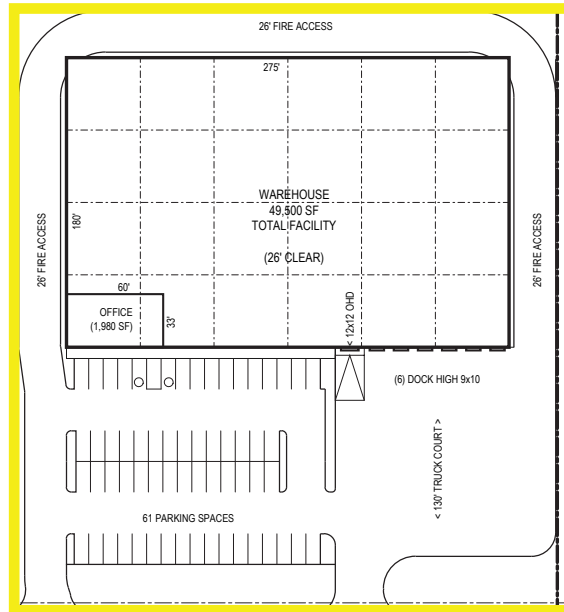 26' FIRE ACCESS
275'
WAREHOUSE
49,500 SF
TOTAL FACILITY
(26' CLEAR)
180'
26' FIRE ACCESS
26' FIRE ACCESS
60'
OFFICE
(1,980 SF)
33'
< 12x12 OHD
(6) DOCK HIGH 9x10
< 130' TRUCK COURT >
61 PARKING SPACES